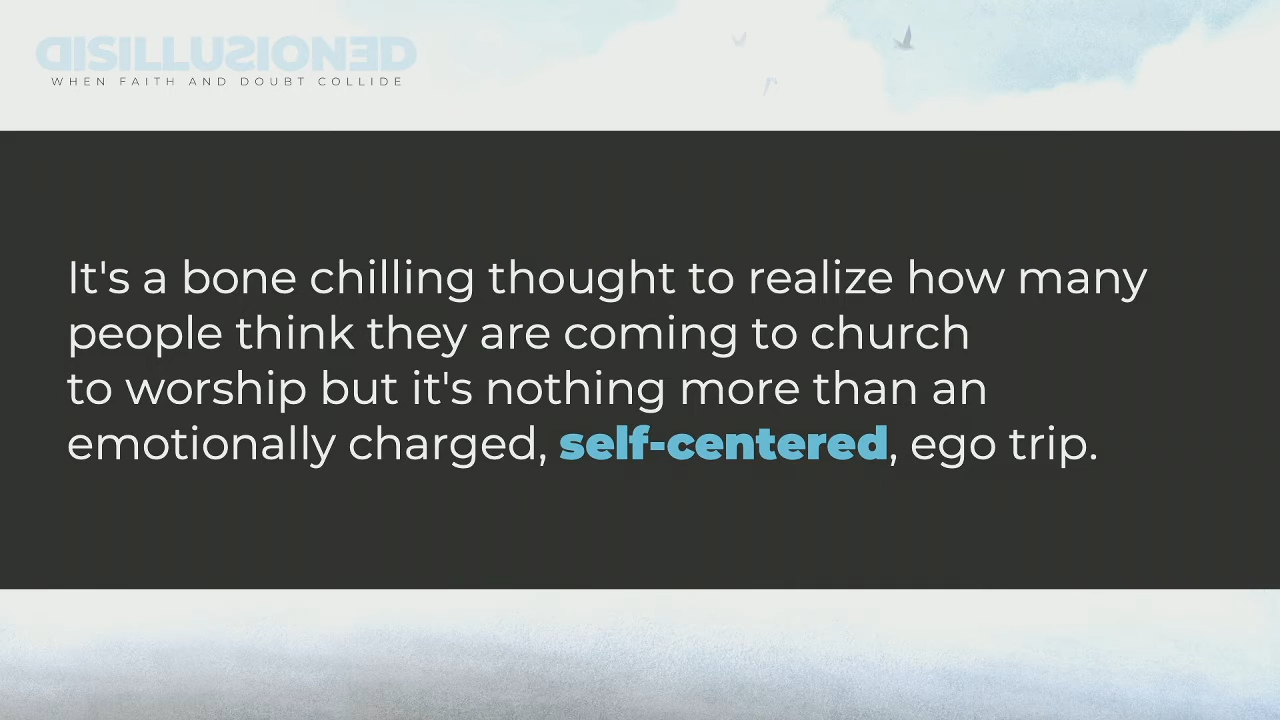 DISILLUSIONED
WHEN FAITH AND DOUBT COLLIDE
It's a bone chilling thought to realize how many
people think they are coming to church
to worship but it's nothing more than an
emotionally charged, self-centered, ego trip.